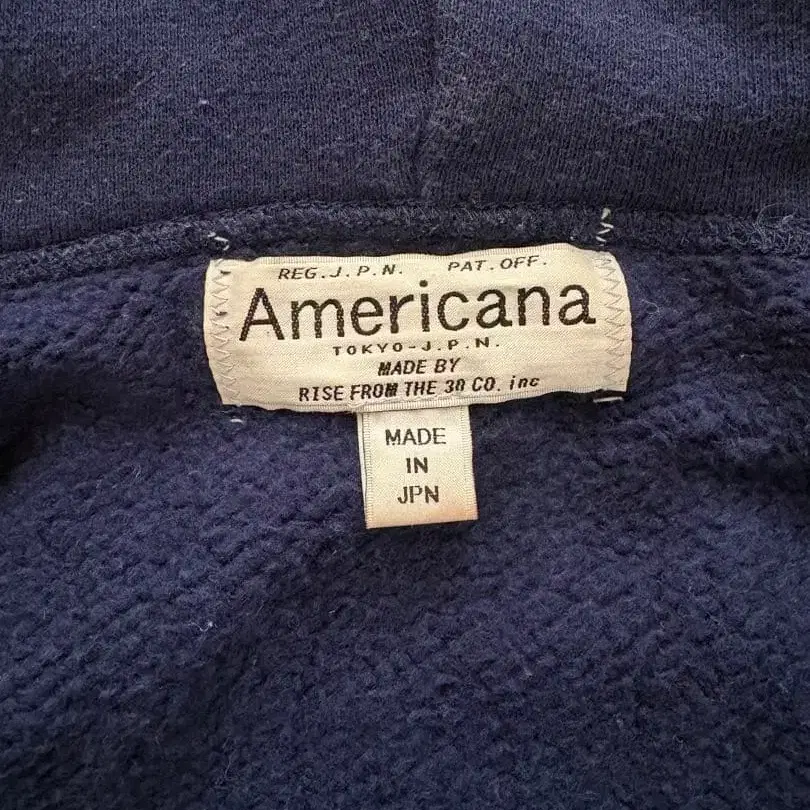 REG.J.P.N. PAT.OFF.
Americana
TOKYO-J.P.N.
MADE BY
RISE FROM THE 30 CO. inc
MADE
IN
JPN